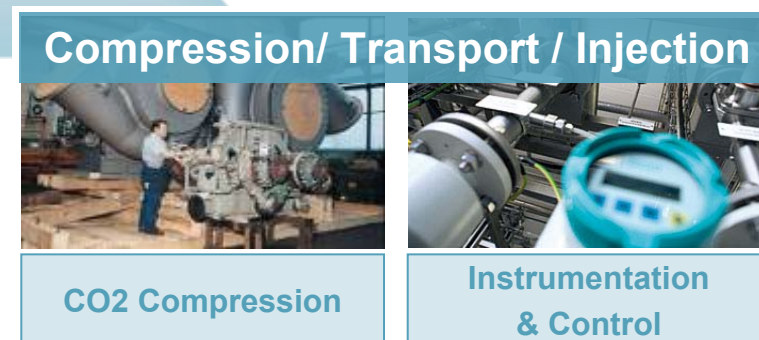 Compression/ Transport / Injection
CO2 Compression
Instrumentation
& Control